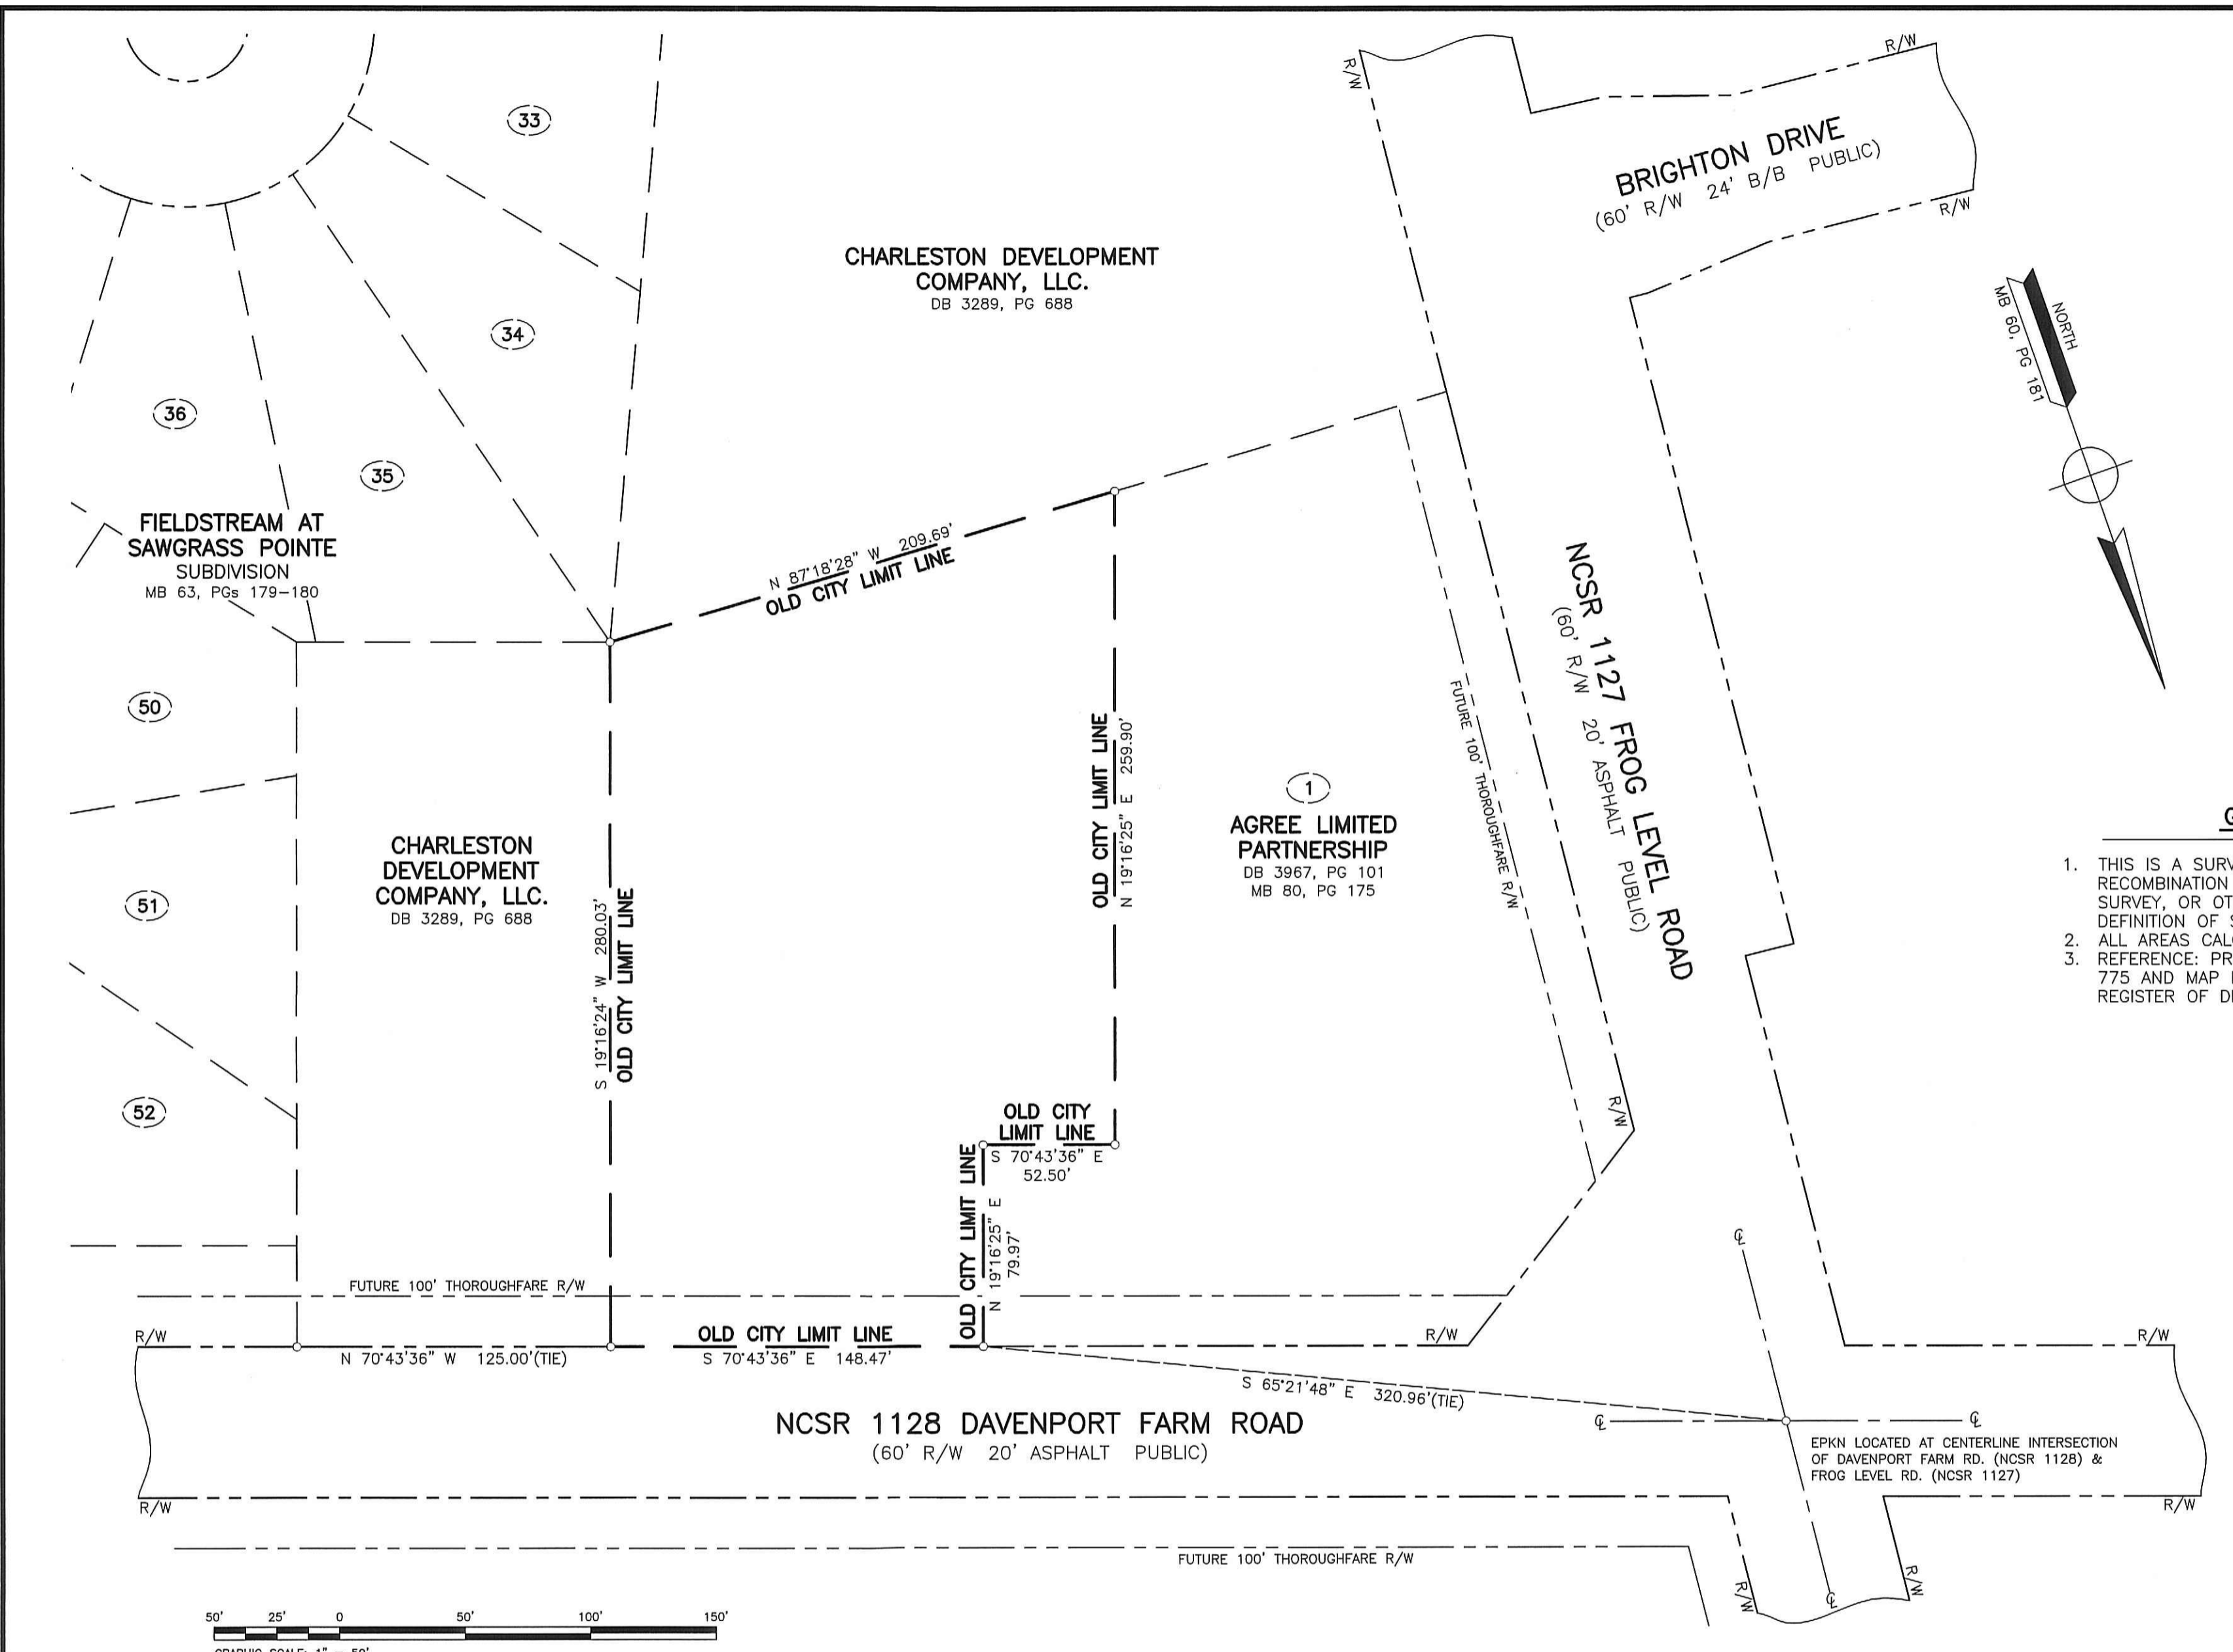 R/W
R/W
33
BRIGHTON DRIVE
(60' R/W 24' B/B PUBLIC)
R/W
CHARLESTON DEVELOPMENT
COMPANY, LLC.
DB 3289, PG 688
34
NORTH
MB 60, PG 181
36
35
FIELDSTREAM AT
SAWGRASS POINTE
SUBDIVISION
MB 63, PGs 179-180
N 87°18'28" W 209.69'
OLD CITY LIMIT LINE
NCSR 1127 FROG LEVEL ROAD
(60' R/W 20' ASPHALT PUBLIC)
FUTURE 100' THOROUGHFARE R/W
50
OLD CITY LIMIT LINE
N 19°16'25" E 259.90'
1
AGREE LIMITED
PARTNERSHIP
DB 3967, PG 101
MB 80, PG 175
CHARLESTON
DEVELOPMENT
COMPANY, LLC.
DB 3289, PG 688
S 19°16'24" W 280.03'
OLD CITY LIMIT LINE
51
1. THIS IS A
RECOMBINATION
SURVEY, OR
DEFINITION OF
2. ALL AREAS
3. REFERENCE:
775 AND MAP
REGISTER OF
52
OLD CITY
LIMIT LINE
S 70°43'36" E
52.50'
R/W
OLD CITY LIMIT LINE
N 19°16'25" E
79.97'
℄
FUTURE 100' THOROUGHFARE R/W
R/W
N 70°43'36" W 125.00'(TIE)
OLD CITY LIMIT LINE
S 70°43'36" E 148.47'
R/W
R/W
S 65°21'48" E 320.96'(TIE)
NCSR 1128 DAVENPORT FARM ROAD
(60' R/W 20' ASPHALT PUBLIC)
℄
℄
EPKN LOCATED AT CENTERLINE INTERSECTION
OF DAVENPORT FARM RD. (NCSR 1128) &
FROG LEVEL RD. (NCSR 1127)
R/W
R/W
FUTURE 100' THOROUGHFARE R/W
R/W
℄
R/W
50' 25' 0 50' 100' 150'
GRAPHIC SCALE: 1" = 50'